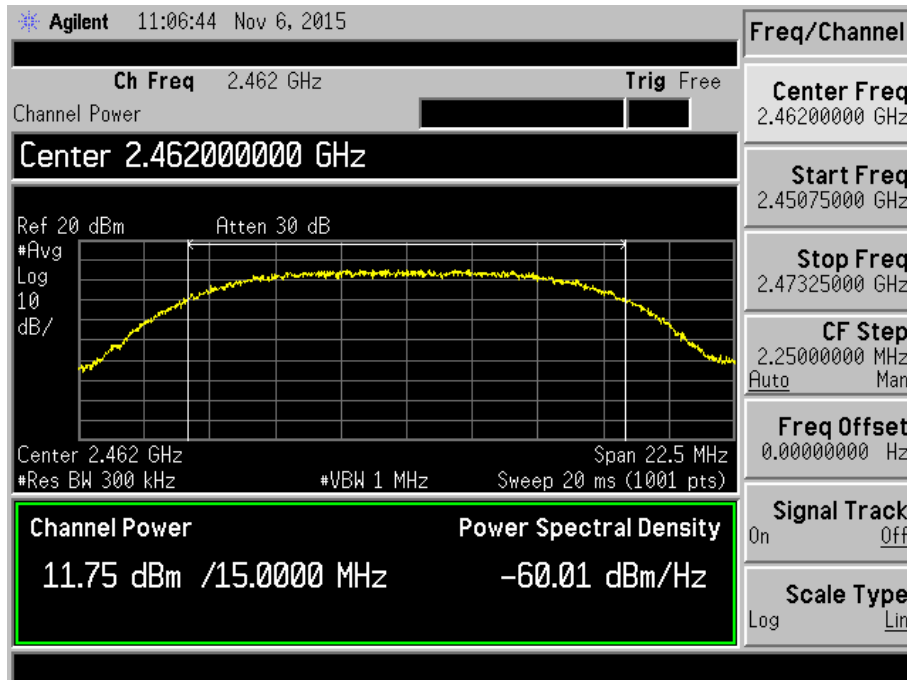 Agilent 11:06:44 Nov 6, 2015
Freq/Channel
Ch Freq 2.462 GHz Trig Free
Channel Power
Center 2.462000000 GHz
Ref 20 dBm Atten 30 dB
#Avg
Log
10
dB/
Center 2.462 GHz Span 22.5 MHz
#Res BW 300 kHz #VBW 1 MHz Sweep 20 ms (1001 pts)
Channel Power Power Spectral Density
11.75 dBm /15.0000 MHz -60.01 dBm/Hz
Center Freq
2.46200000 GHz
Start Freq
2.45075000 GHz
Stop Freq
2.47325000 GHz
CF Step
2.25000000 MHz
Auto Man
Freq Offset
0.00000000 Hz
Signal Track
On Off
Scale Type
Log Lin